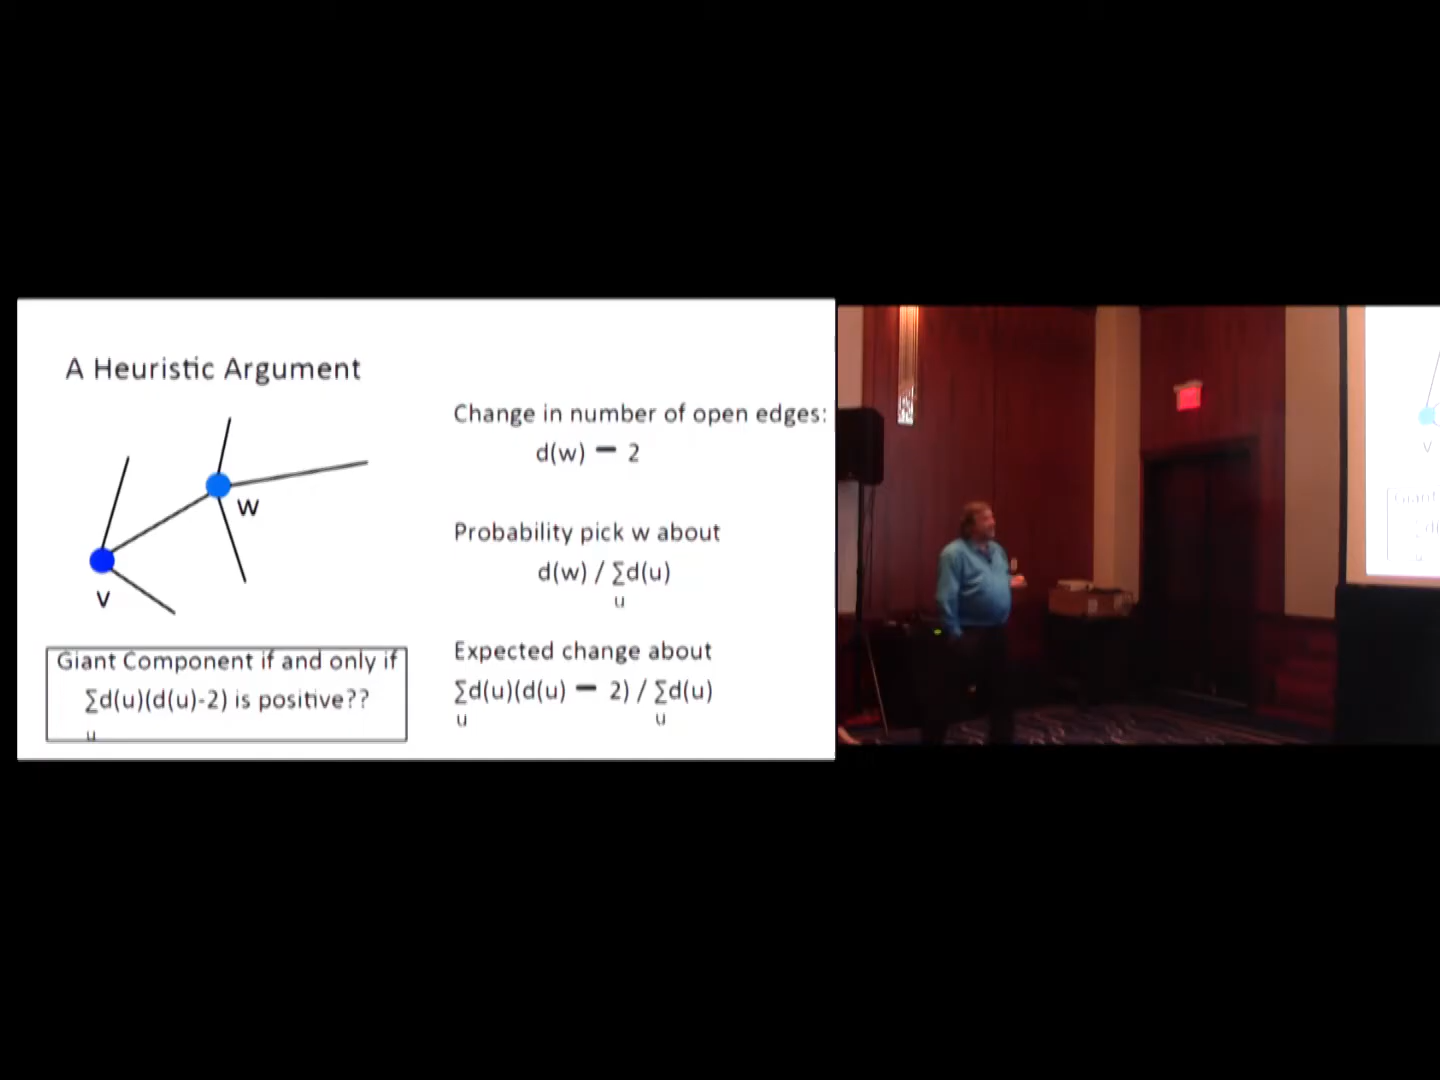 A Heuristic Argument
w
v
Giant Component if and only if
∑d(u)(d(u)-2) is positive??
u
Change in number of open edges:
d(w) − 2
Probability pick w about
d(w) / ∑d(u)
u
Expected change about
∑d(u)(d(u) − 2) / ∑d(u)
u u
v
Giant